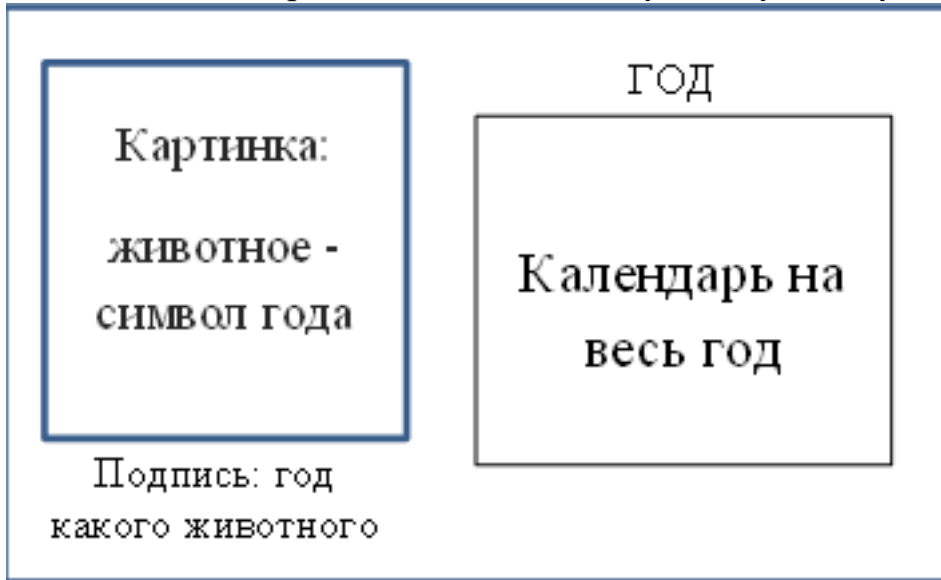 Картинка:
животное -
символ года
Подпись: год
какого животного
ГОД
Календарь на
весь год